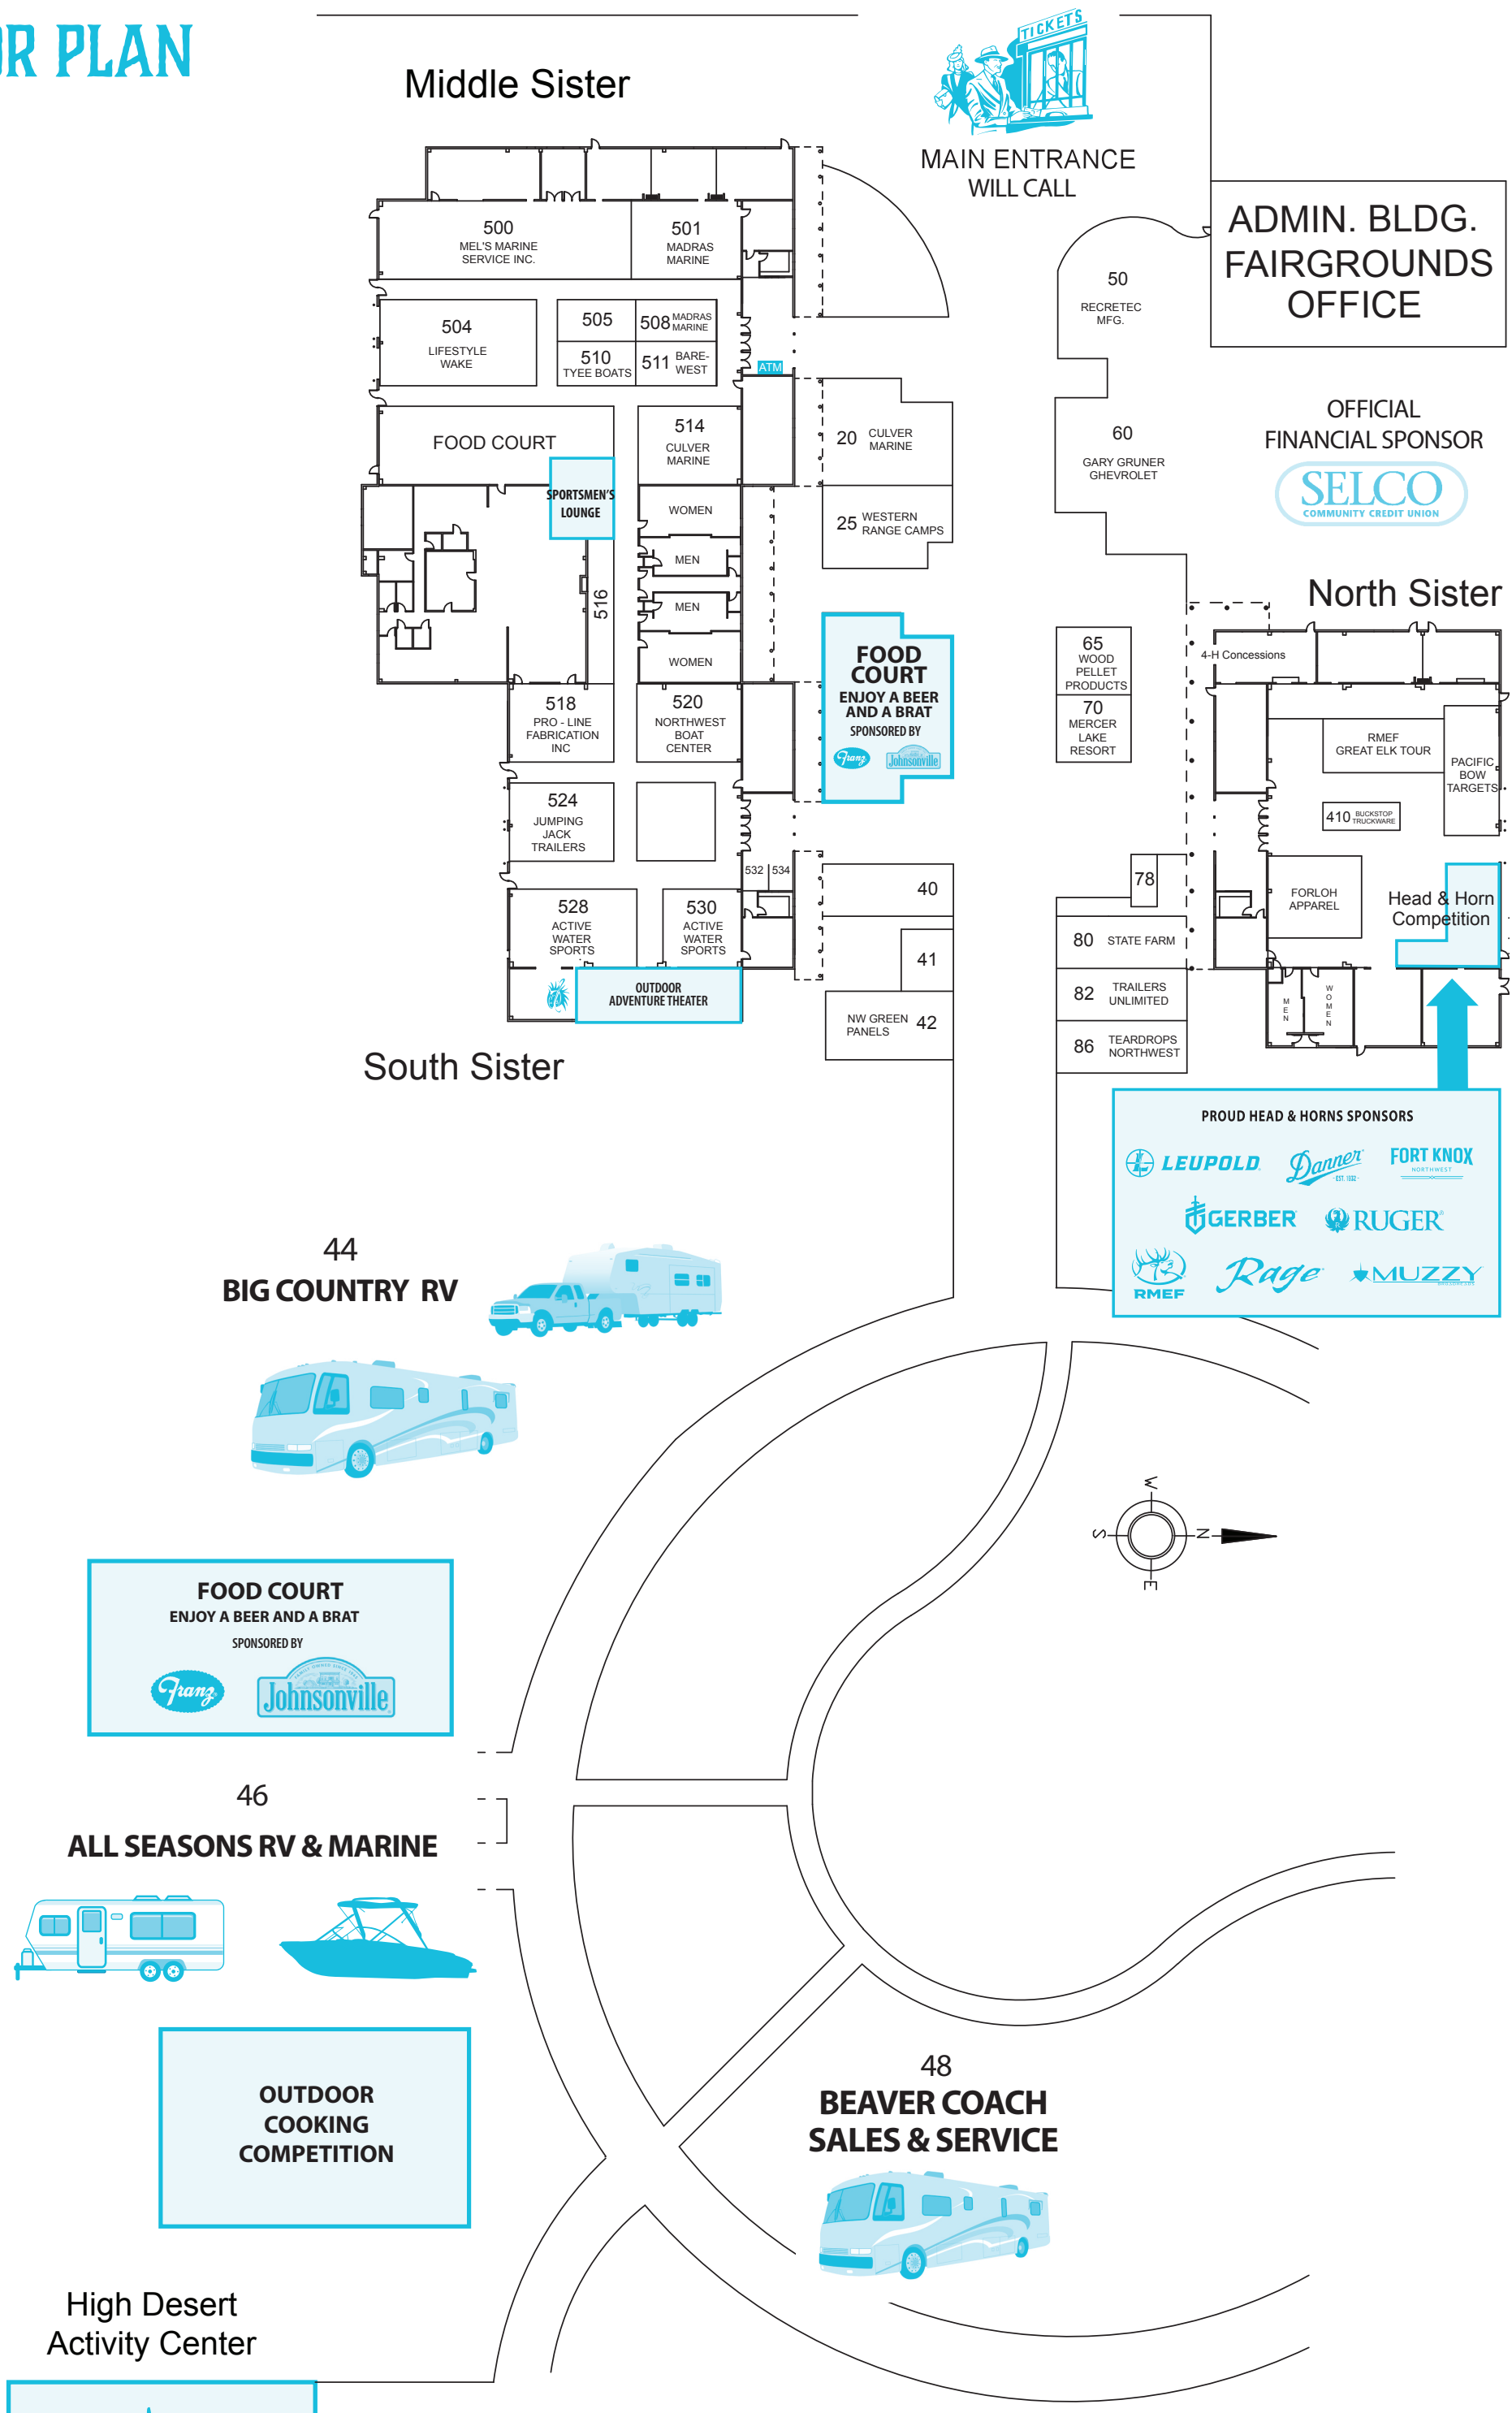 OR PLAN
Middle Sister
TICKETS
MAIN ENTRANCE
WILL CALL
ADMIN. BLDG.
FAIRGROUNDS
OFFICE
500
MEL'S MARINE
SERVICE INC.
501
MADRAS
MARINE
504
LIFESTYLE
WAKE
505
508 MADRAS
MARINE
510
TYEE BOATS
511 BARE-
WEST
ATM
50
RECRETEC
MFG.
FOOD COURT
514
CULVER
MARINE
20 CULVER
MARINE
60
GARY GRUNER
GHEVROLET
OFFICIAL
FINANCIAL SPONSOR
SELCO
COMMUNITY CREDIT UNION
SPORTSMEN'S
LOUNGE
WOMEN
MEN
MEN
WOMEN
516
25 WESTERN
RANGE CAMPS
North Sister
FOOD
COURT
ENJOY A BEER
AND A BRAT
SPONSORED BY
Franz
Johnsonville
65
WOOD
PELLET
PRODUCTS
70
MERCER
LAKE
RESORT
4-H Concessions
RMEF
GREAT ELK TOUR
PACIFIC
BOW
TARGETS
410 BUCKSTOP
TRUCKWARE
518
PRO - LINE
FABRICATION
INC
520
NORTHWEST
BOAT
CENTER
524
JUMPING
JACK
TRAILERS
532 534
528
ACTIVE
WATER
SPORTS
530
ACTIVE
WATER
SPORTS
OUTDOOR
ADVENTURE THEATER
40
41
NW GREEN
PANELS 42
78
80 STATE FARM
82 TRAILERS
UNLIMITED
86 TEARDROPS
NORTHWEST
FORLOH
APPAREL
Head & Horn
Competition
MEN
WOMEN
South Sister
PROUD HEAD & HORNS SPONSORS
LEUPOLD
Danner
EST. 1932
FORT KNOX
NORTHWEST
GERBER
RUGER
RMEF
Rage
MUZZY
44
BIG COUNTRY RV
W
S
N
E
FOOD COURT
ENJOY A BEER AND A BRAT
SPONSORED BY
Franz
FAMILY OWNED SINCE 1945
Johnsonville
46
ALL SEASONS RV & MARINE
OUTDOOR
COOKING
COMPETITION
48
BEAVER COACH
SALES & SERVICE
High Desert
Activity Center